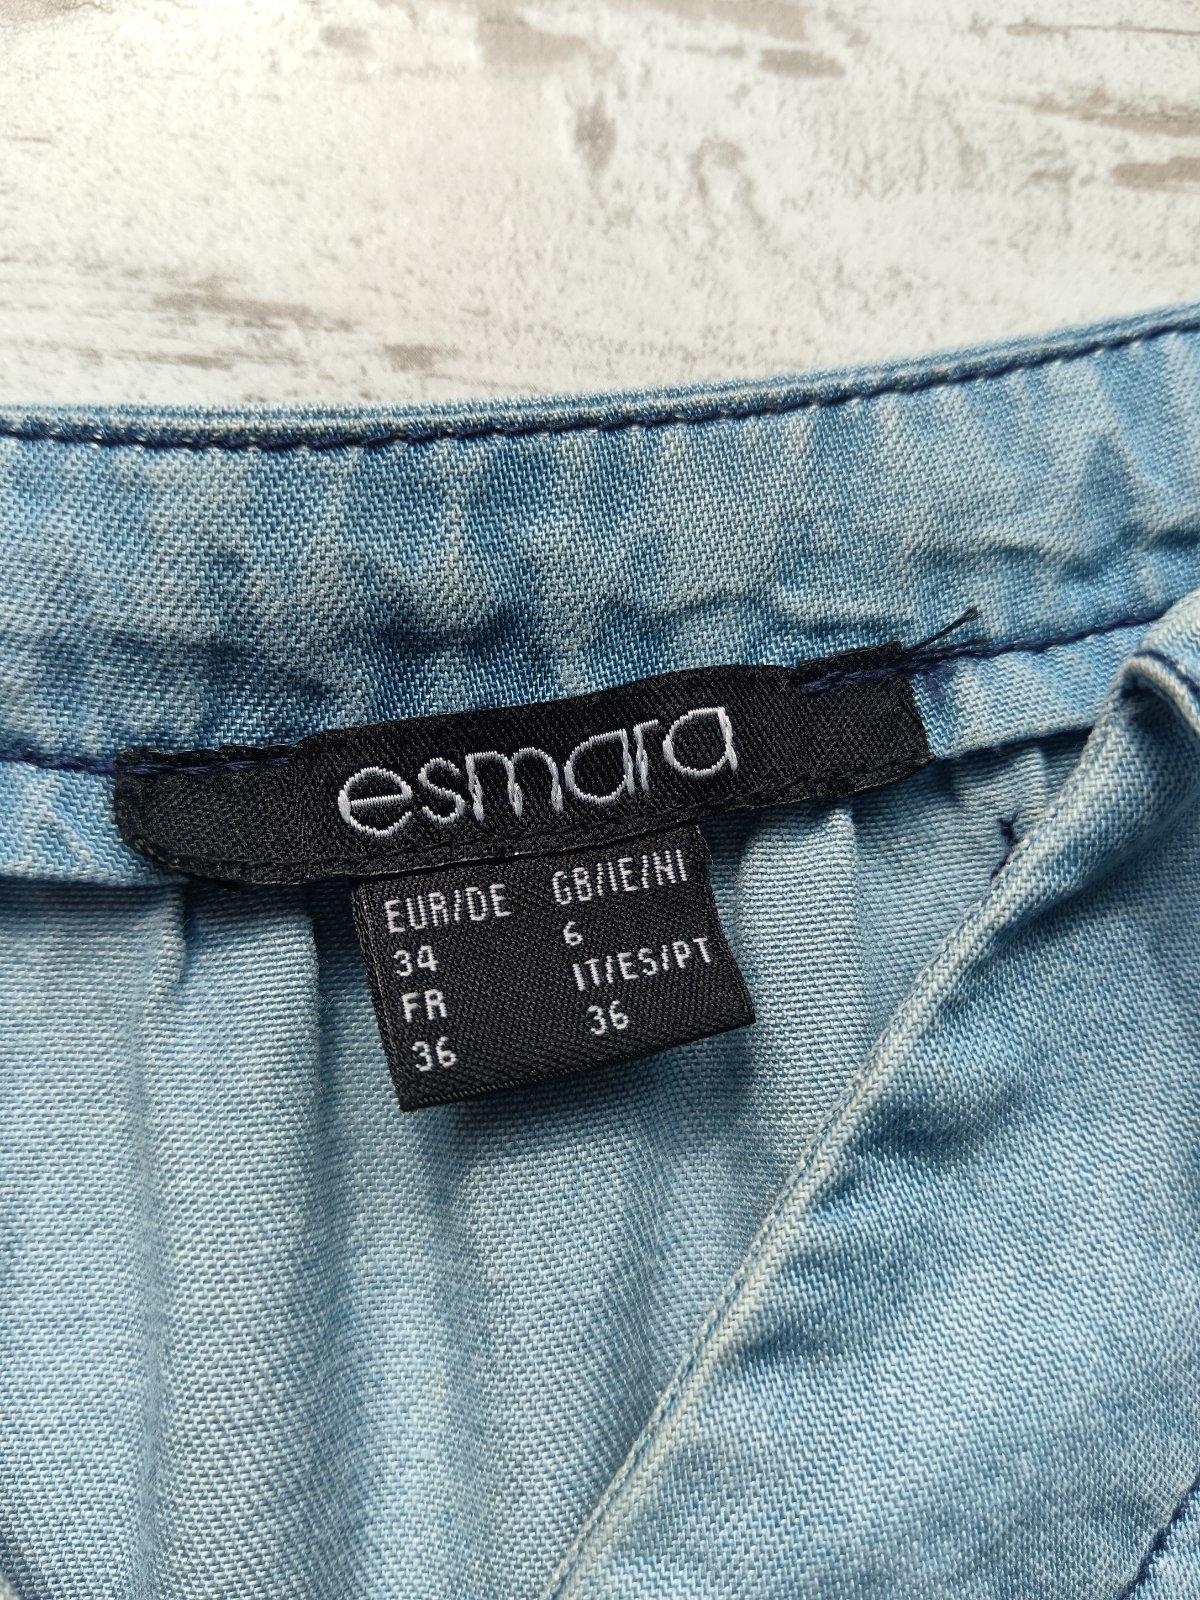 esmara
EUR/DE GB/IE/NI
34 6
FR IT/ES/PT
36 36